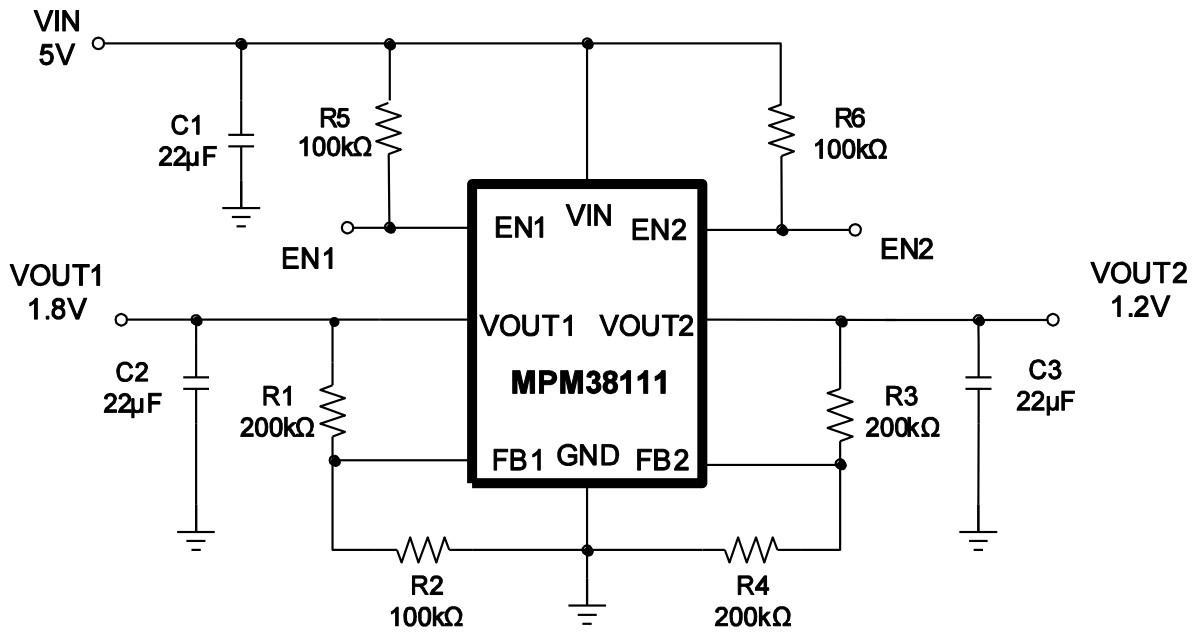 VIN
5V
C1
22µF
R5
100kΩ
R6
100kΩ
VIN
EN1
EN2
EN1
EN2
VOUT1
1.8V
VOUT2
1.2V
VOUT1
VOUT2
MPM38111
C2
22µF
R1
200kΩ
R3
200kΩ
C3
22µF
FB1
GND
FB2
R2
100kΩ
R4
200kΩ